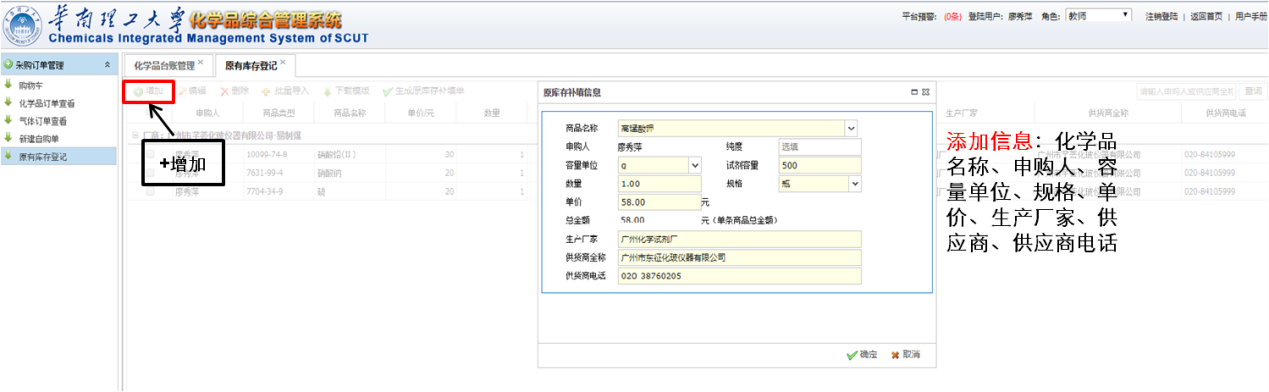 华南理工大学 化学品综合管理系统
Chemicals Integrated Management System of SCUT
平台预警: (0条) 登陆用户: 廖秀萍 角色: 教师 注销登陆 | 返回首页 | 用户手册
采购订单管理
购物车
化学品订单查看
气体订单查看
新建自购单
原有库存登记
化学品台账管理 × 原有库存登记 ×
增加 编辑 删除 批量导入 下载模版 生成原库存补填单
查询
申购人 商品类型 商品名称 单价/元 数量 生产厂家 供货商全称 供货商电话
廖秀萍 10099-74-8 硝酸铅(II) 30 1 020-84105999
廖秀萍 7631-99-4 硝酸钠 20 1 020-84105999
廖秀萍 7704-34-9 硫 20 1 020-84105999
+增加
原库存补填信息
商品名称 高锰酸钾
申购人 廖秀萍 纯度 选填
容量单位 g 试剂容量 500
数量 1.00 规格 瓶
单价 58.00 元
总金额 58.00 元 (单条商品总金额)
生产厂家 广州化学试剂厂
供货商全称 广州市东征化玻仪器有限公司
供货商电话 020 38760205
确定 取消
添加信息：化学品
名称、申购人、容
量单位、规格、单
价、生产厂家、供
应商、供应商电话